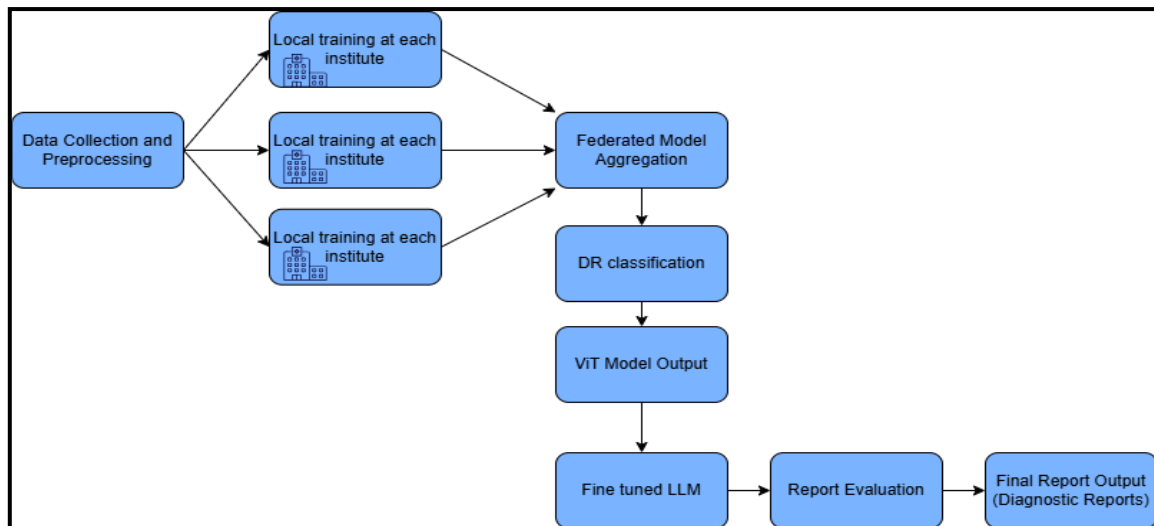 Local training at each
institute
Data Collection and
Preprocessing
Local training at each
institute
Federated Model
Aggregation
Local training at each
institute
DR classification
ViT Model Output
Fine tuned LLM
Report Evaluation
Final Report Output
(Diagnostic Reports)